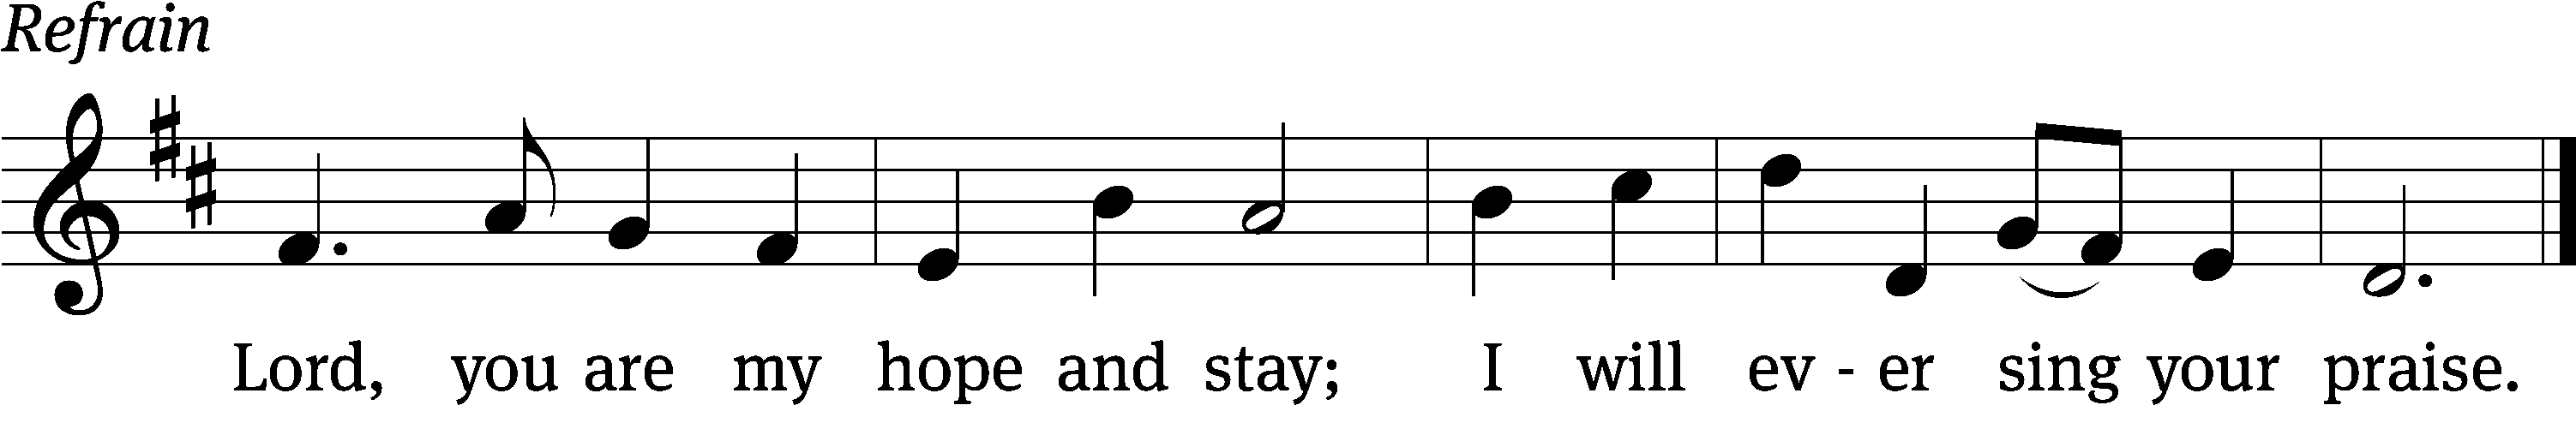 Refrain
Lord, you are my hope and stay; I will ev - er sing your praise.